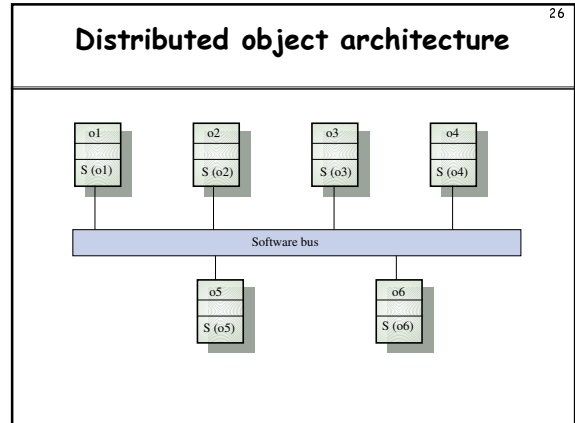 26
Distributed object architecture
o1
o2
o3
o4
S (o1)
S (o2)
S (o3)
S (o4)
Software bus
o5
o6
S (o5)
S (o6)